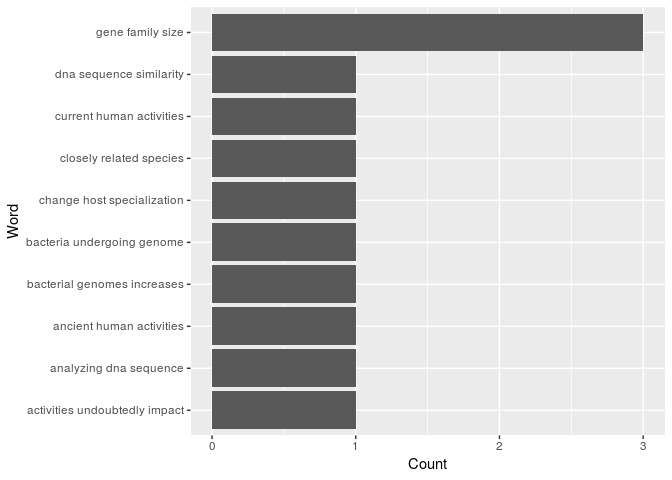 gene family size
dna sequence similarity
current human activities
closely related species
change host specialization
bacteria undergoing genome
bacterial genomes increases
ancient human activities
analyzing dna sequence
activities undoubtedly impact
Word
0 1 2 3
Count